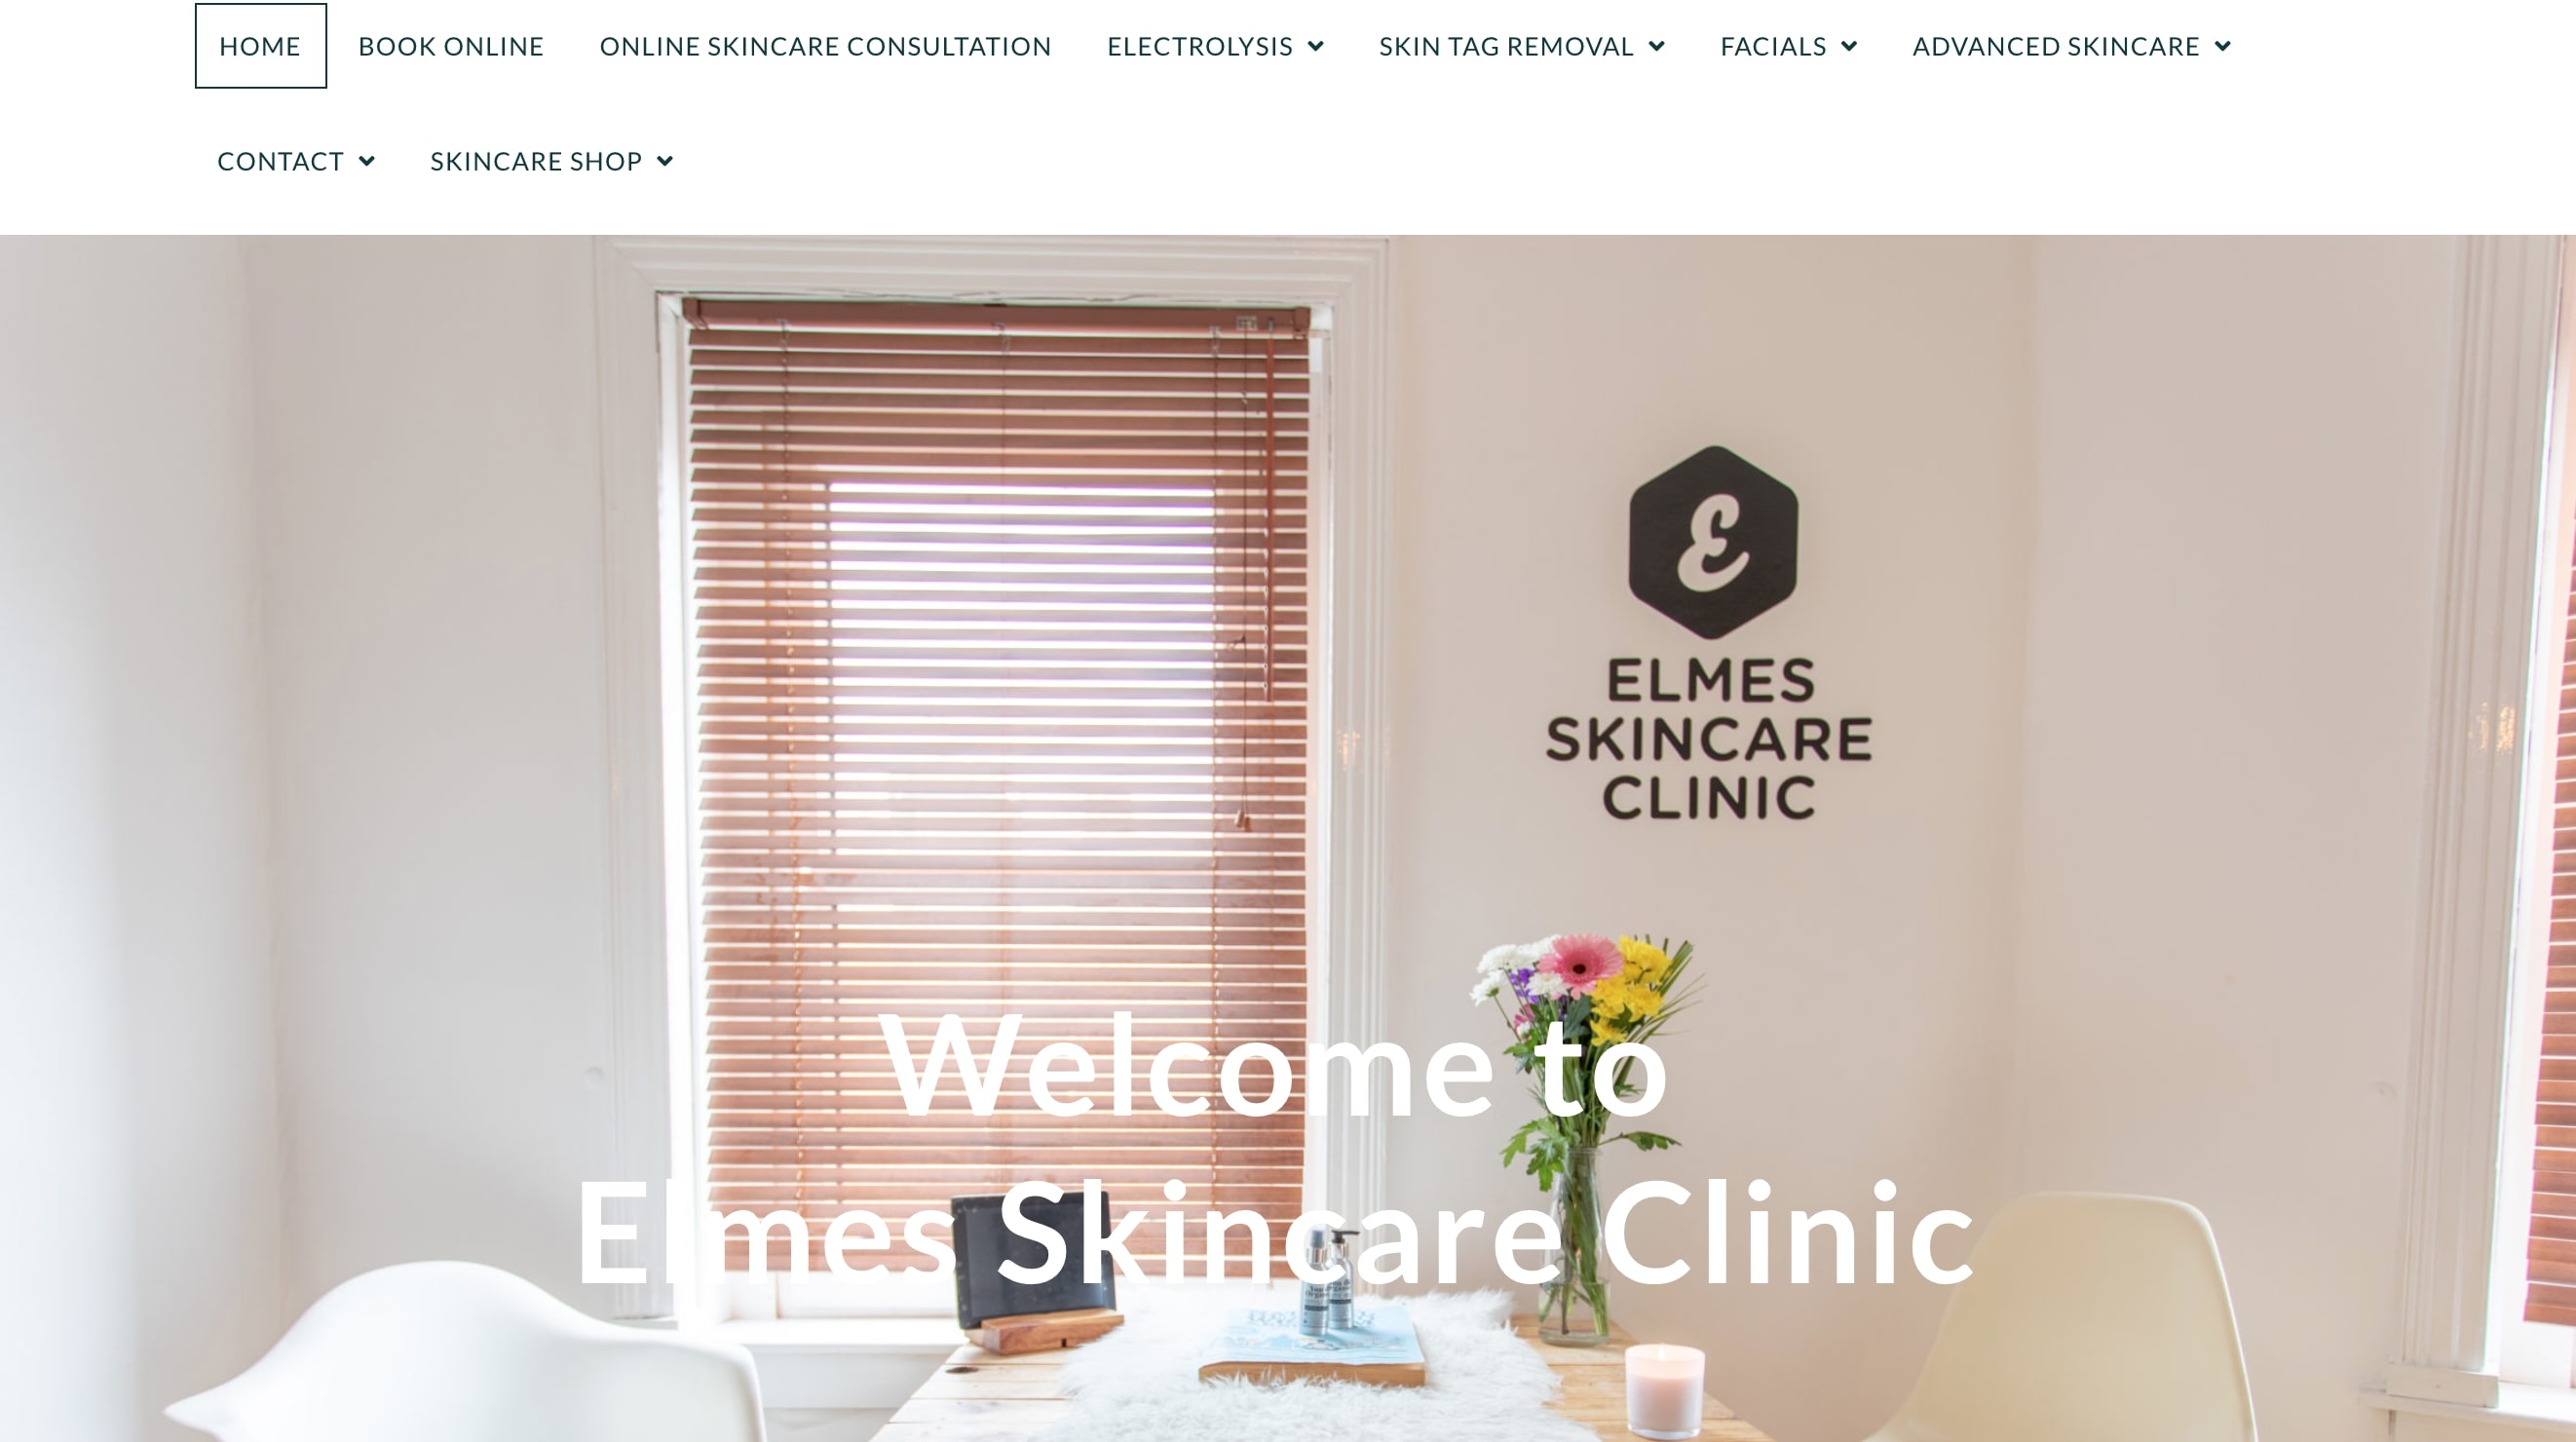 HOME BOOK ONLINE ONLINE SKINCARE CONSULTATION ELECTROLYSIS SKIN TAG REMOVAL FACIALS ADVANCED SKINCARE
CONTACT SKINCARE SHOP
E
ELMES
SKINCARE
CLINIC
Welcome to
Elmes Skincare Clinic